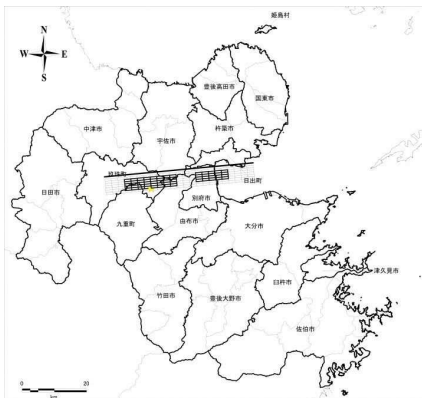 姫島村
N
W E
S
豊後高田市
国東市
中津市
宇佐市
杵築市
玖珠町
日出町
日田市
別府市
九重町
由布市
大分市
津久見市
臼杵市
竹田市
豊後大野市
佐伯市
0 20
km